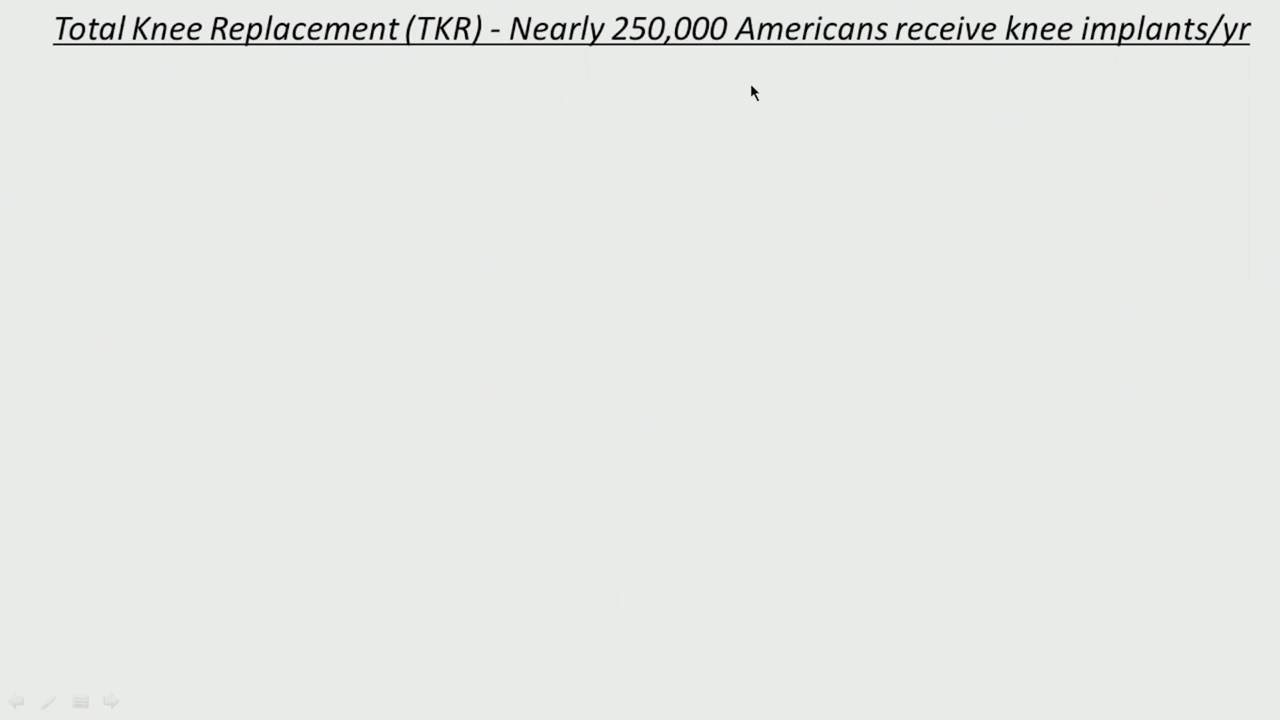 Total Knee Replacement (TKR) - Nearly 250,000 Americans receive knee implants/yr